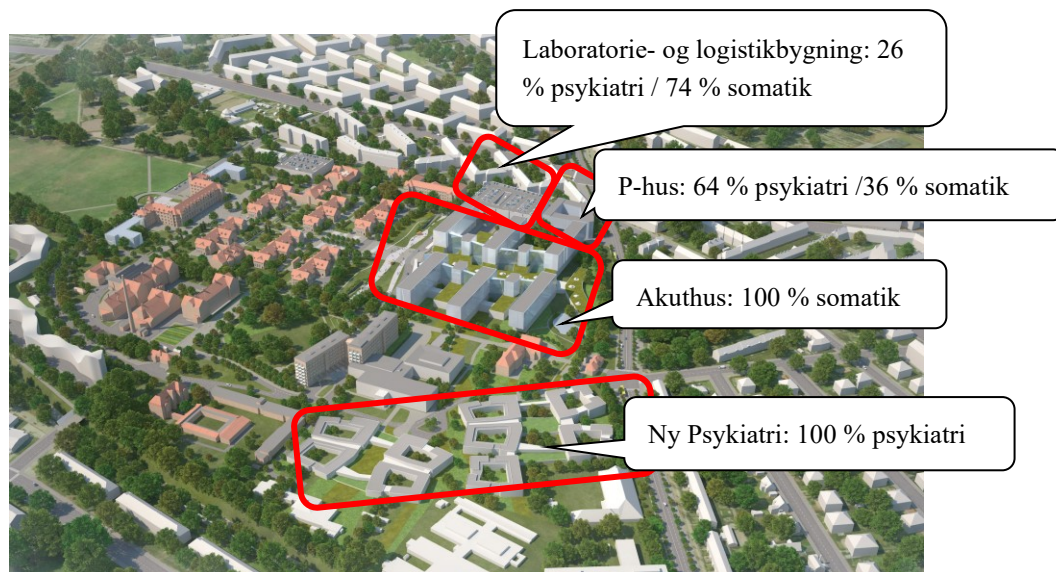 Laboratorie- og logistikbygning: 26
% psykiatri / 74 % somatik
P-hus: 64 % psykiatri /36 % somatik
Akuthus: 100 % somatik
Ny Psykiatri: 100 % psykiatri